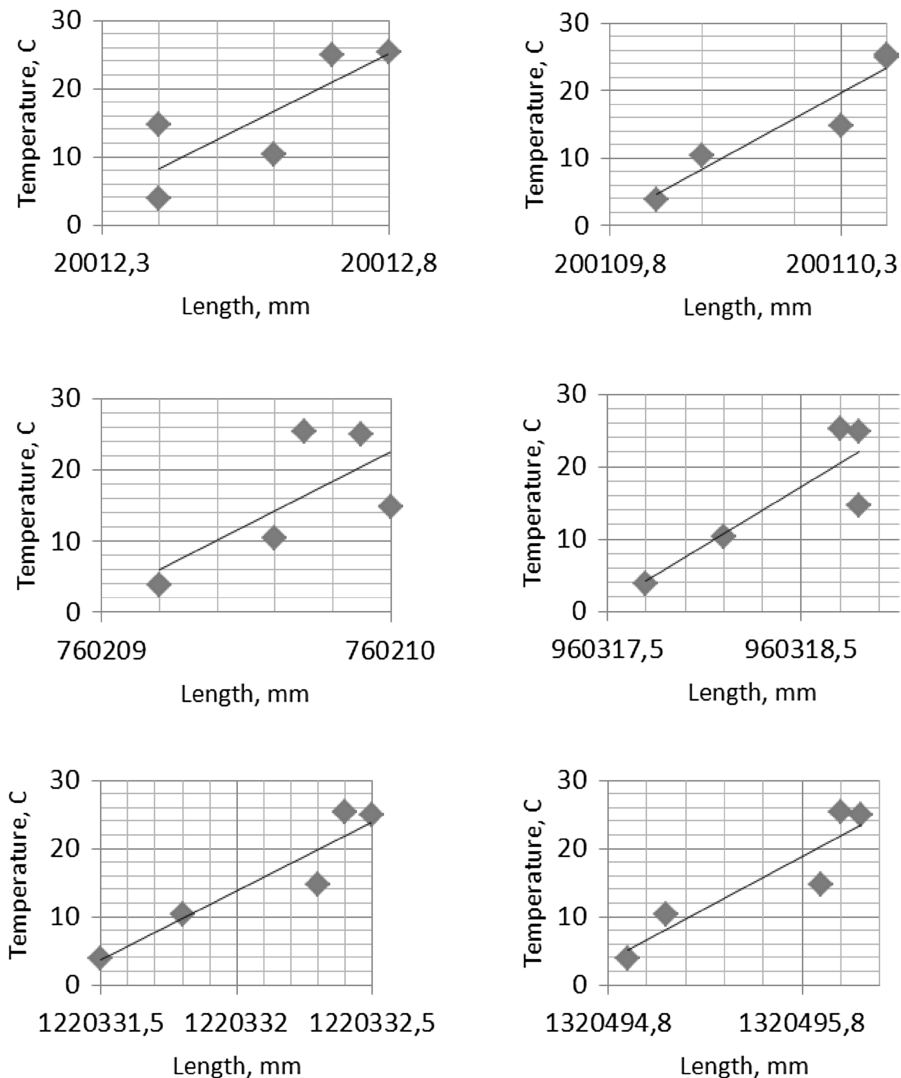 30
20
10
0
Temperature, C
20012,3 20012,8
Length, mm
30
20
10
0
Temperature, C
200109,8 200110,3
Length, mm
30
20
10
0
Temperature, C
760209 760210
Length, mm
30
20
10
0
Temperature, C
960317,5 960318,5
Length, mm
30
20
10
0
Temperature, C
1220331,5 1220332 1220332,5
Length, mm
30
20
10
0
Temperature, C
1320494,8 1320495,8
Length, mm